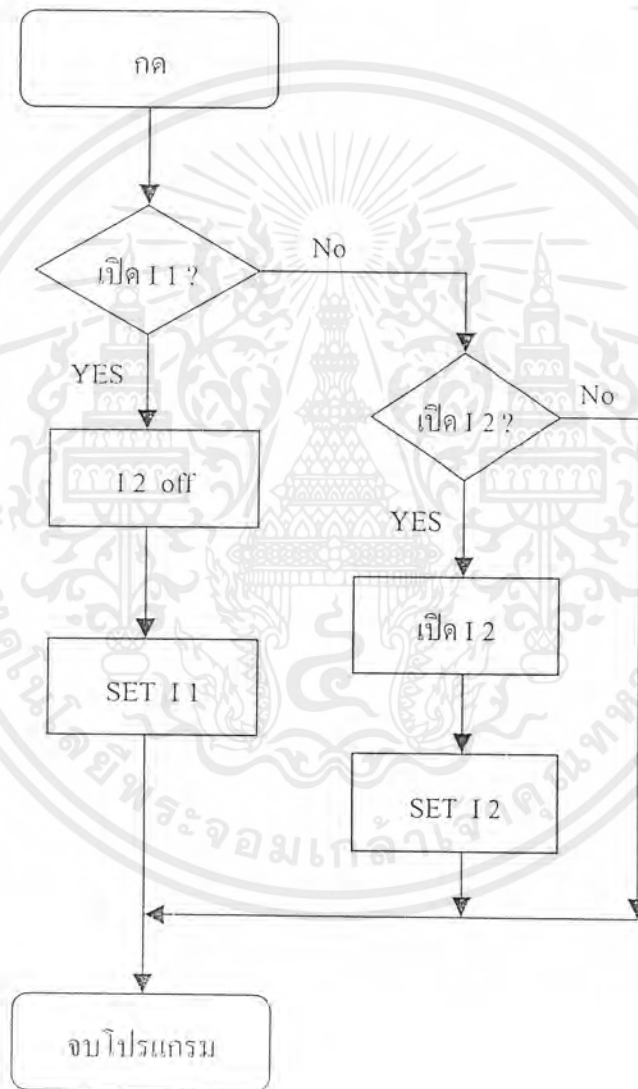 กด
เปิด I 1 ?
No
YES
เปิด I 2 ?
No
I 2 off
YES
เปิด I 2
SET I 1
SET I 2
จบโปรแกรม